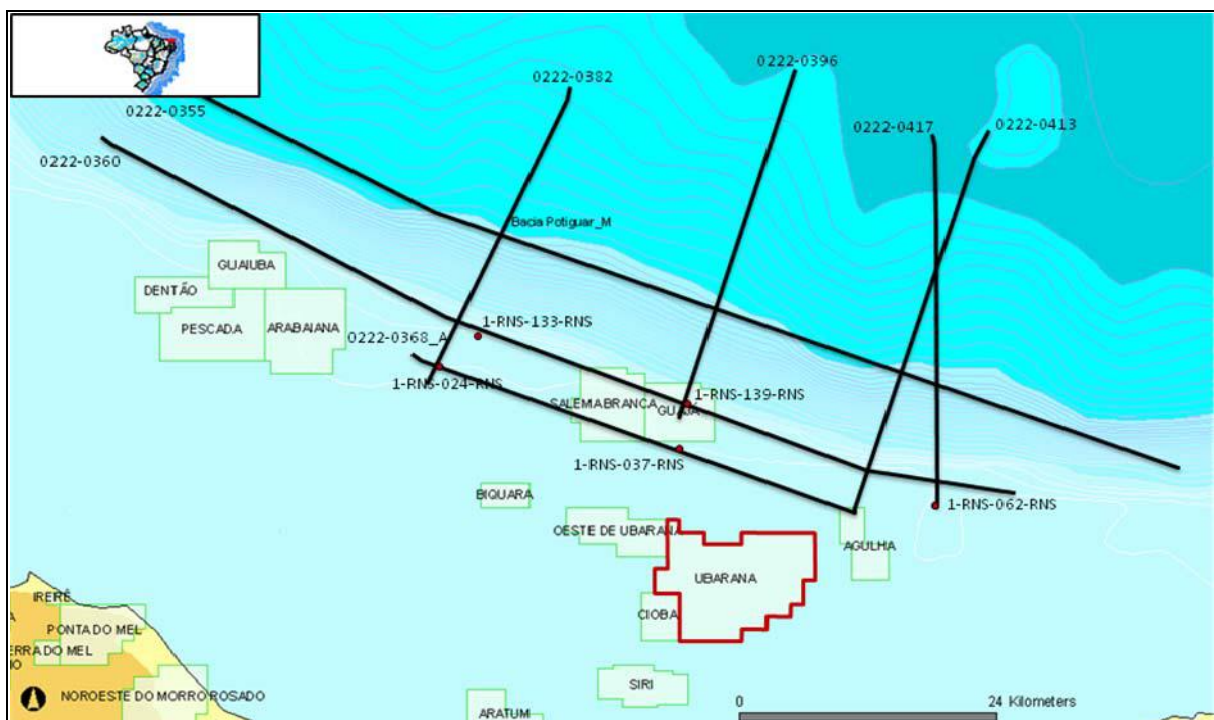 0222-0396
0222-0382
0222-0355
0222-0417
0222-0413
0222-0360
Bacia Potiguar_M
GUAIUBA
DENTÃO
PESCADA
ARABAIANA
1-RNS-133-RNS
0222-0368_A
1-RNS-024-RNS
1-RNS-139-RNS
SALEMA BRANCA
GUAJÁ
1-RNS-037-RNS
BIQUARA
1-RNS-062-RNS
OESTE DE UBARANA
AGULHA
UBARANA
IRERÊ
CIOBA
PONTA DO MEL
ERRA DO MEL
SIRI
NOROESTE DO MORRO ROSADO
0
24 Kilometers
ARATUM